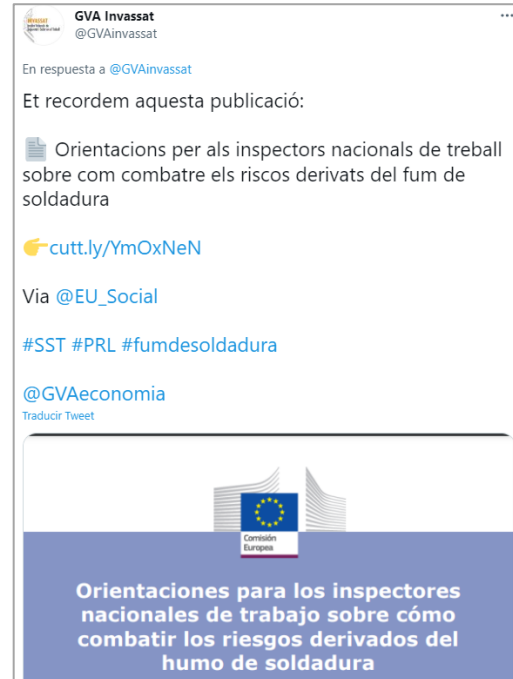 GVA Invassat
@GVAinvassat
En respuesta a @GVAinvassat
Et recordem aquesta publicació:
Orientacions per als inspectors nacionals de treball
sobre com combatre els riscos derivats del fum de
soldadura
cutt.ly/YmOxNeN
Via @EU_Social
#SST #PRL #fumdesoldadura
@GVAeconomia
Traducir Tweet
Comisión
Europea
Orientaciones para los inspectores
nacionales de trabajo sobre cómo
combatir los riesgos derivados del
humo de soldadura